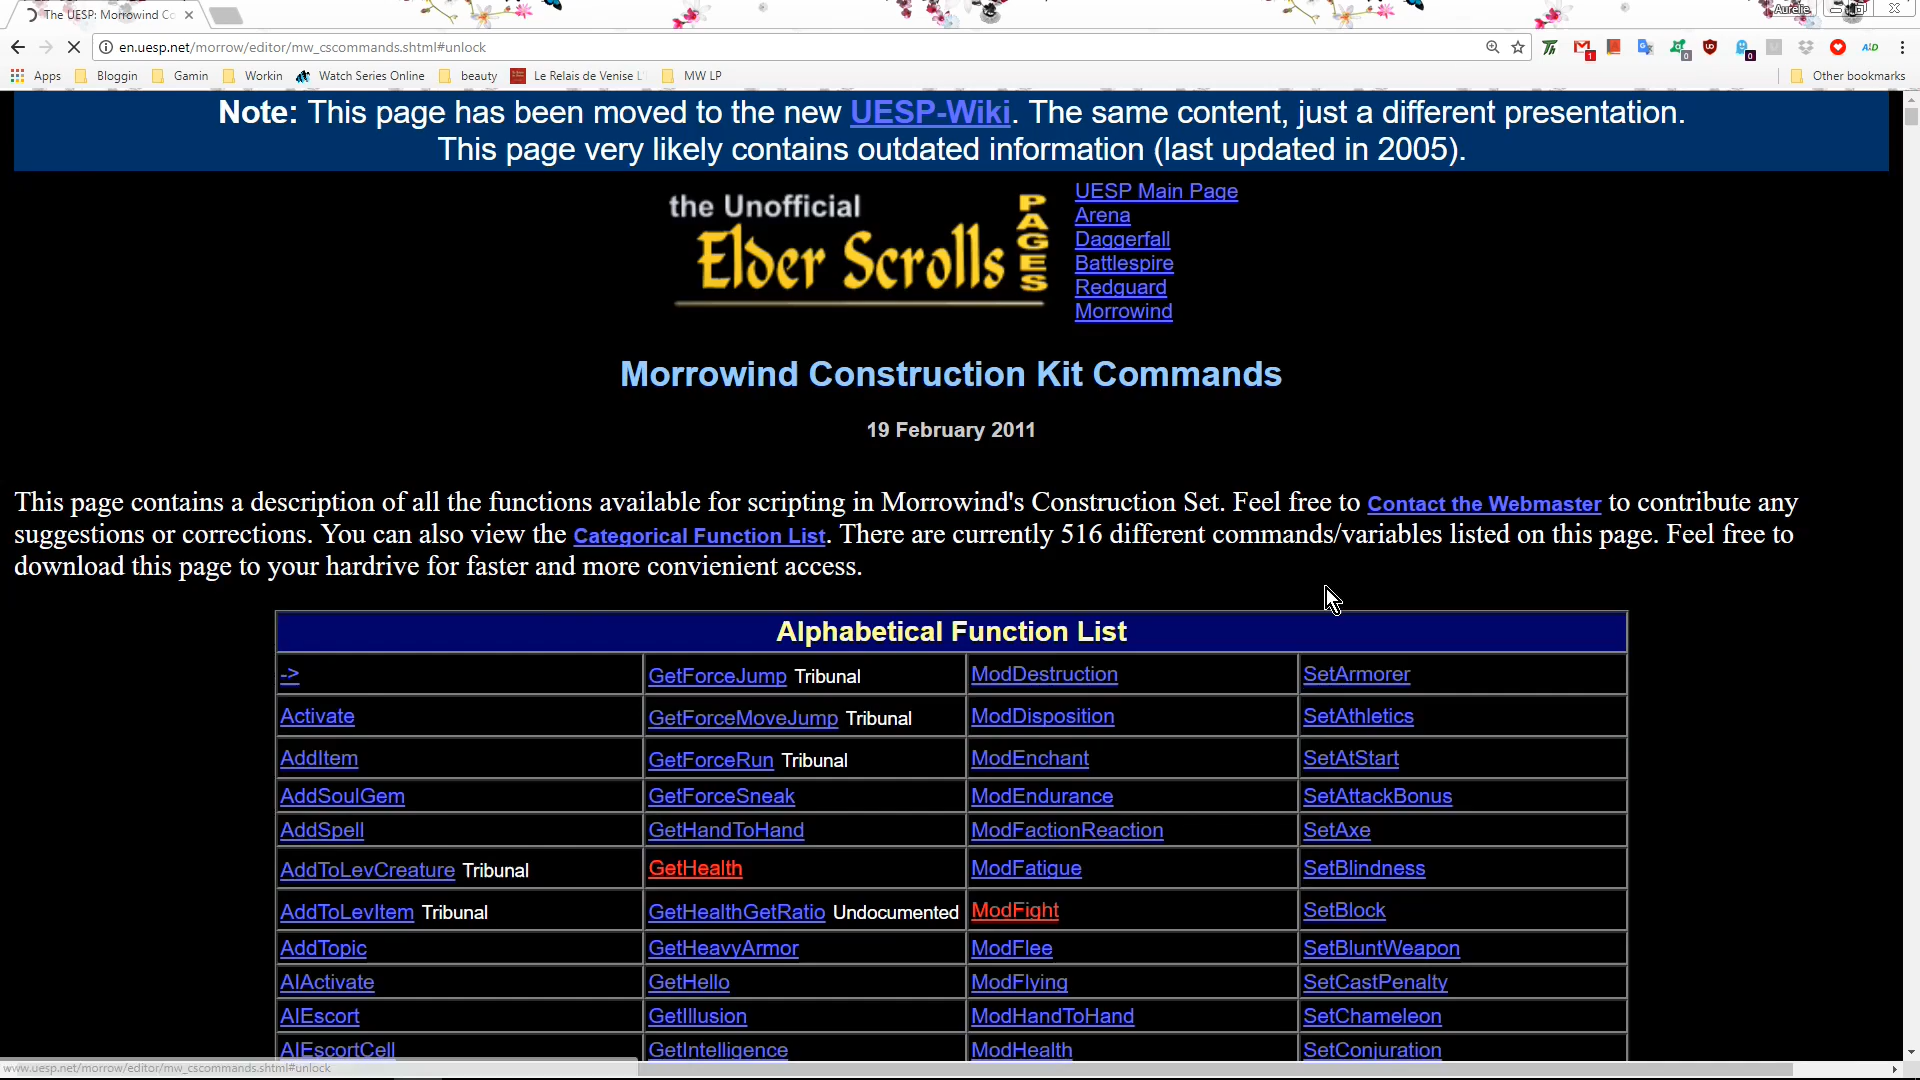 The UESP: Morrowind Co
Aurelie
en.uesp.net/morrow/editor/mw_cscommands.shtml#unlock
Apps
Bloggin
Gamin
Workin
Watch Series Online
beauty
Le Relais de Venise L'
MW LP
Other bookmarks
Note: This page has been moved to the new UESP-Wiki. The same content, just a different presentation.
This page very likely contains outdated information (last updated in 2005).
the Unofficial
Elder Scrolls
PAGES
UESP Main Page
Arena
Daggerfall
Battlespire
Redguard
Morrowind
Morrowind Construction Kit Commands
19 February 2011
This page contains a description of all the functions available for scripting in Morrowind's Construction Set. Feel free to Contact the Webmaster to contribute any
suggestions or corrections. You can also view the Categorical Function List. There are currently 516 different commands/variables listed on this page. Feel free to
download this page to your hardrive for faster and more convienient access.
Alphabetical Function List
-> GetForceJump Tribunal ModDestruction SetArmorer
Activate GetForceMoveJump Tribunal ModDisposition SetAthletics
AddItem GetForceRun Tribunal ModEnchant SetAtStart
AddSoulGem GetForceSneak ModEndurance SetAttackBonus
AddSpell GetHandToHand ModFactionReaction SetAxe
AddToLevCreature Tribunal GetHealth ModFatigue SetBlindness
AddToLevItem Tribunal GetHealthGetRatio Undocumented ModFight SetBlock
AddTopic GetHeavyArmor ModFlee SetBluntWeapon
AIActivate GetHello ModFlying SetCastPenalty
AIEscort GetIllusion ModHandToHand SetChameleon
AIEscortCell GetIntelligence ModHealth SetConjuration
www.uesp.net/morrow/editor/mw_cscommands.shtml#unlock